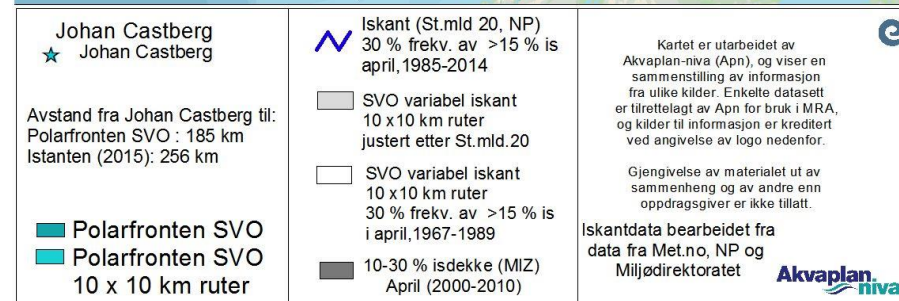 Johan Castberg
Johan Castberg
Avstand fra Johan Castberg til:
Polarfronten SVO : 185 km
Istanten (2015): 256 km
Polarfronten SVO
Polarfronten SVO
10 x 10 km ruter
Iskant (St.mld 20, NP)
30 % frekv. av >15 % is
april,1985-2014
SVO variabel iskant
10 x10 km ruter
justert etter St.mld.20
SVO variabel iskant
10 x10 km ruter
30 % frekv. av >15 % is
i april,1967-1989
10-30 % isdekke (MIZ)
April (2000-2010)
Kartet er utarbeidet av
Akvaplan-niva (Apn), og viser en
sammenstilling av informasjon
fra ulike kilder. Enkelte datasett
er tilrettelagt av Apn for bruk i MRA,
og kilder til informasjon er kreditert
ved angivelse av logo nedenfor.
Gjengivelse av materialet ut av
sammenheng og av andre enn
oppdragsgiver er ikke tillatt.
Iskantdata bearbeidet fra
data fra Met.no, NP og
Miljødirektoratet
Akvaplan
niva